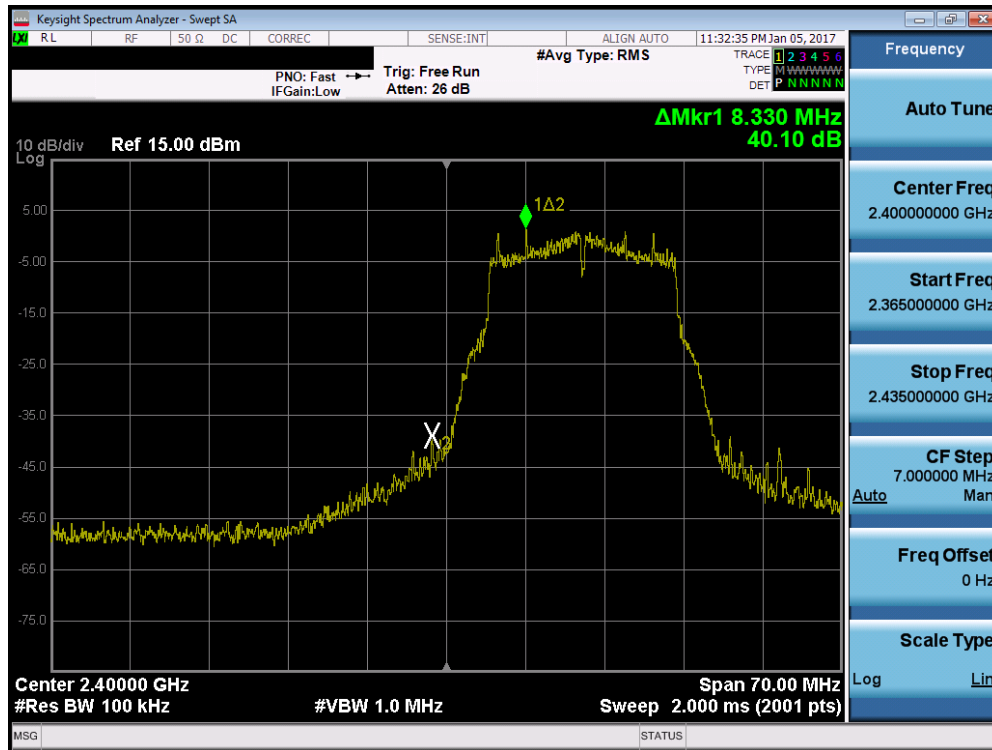 Keysight Spectrum Analyzer - Swept SA
LXI RL RF 50 Ω DC CORREC SENSE:INT ALIGN AUTO 11:32:35 PM Jan 05, 2017
#Avg Type: RMS
TRACE 1 2 3 4 5 6
TYPE M W W W W W
DET P N N N N N
PNO: Fast
IFGain:Low
Trig: Free Run
Atten: 26 dB
ΔMkr1 8.330 MHz
40.10 dB
10 dB/div Ref 15.00 dBm
Log
5.00
-5.00
-15.0
-25.0
-35.0
-45.0
-55.0
-65.0
-75.0
1Δ2
2
Center 2.40000 GHz Span 70.00 MHz
#Res BW 100 kHz #VBW 1.0 MHz Sweep 2.000 ms (2001 pts)
MSG STATUS
Frequency
Auto Tune
Center Freq
2.400000000 GHz
Start Freq
2.365000000 GHz
Stop Freq
2.435000000 GHz
CF Step
7.000000 MHz
Auto Man
Freq Offset
0 Hz
Scale Type
Log Lin